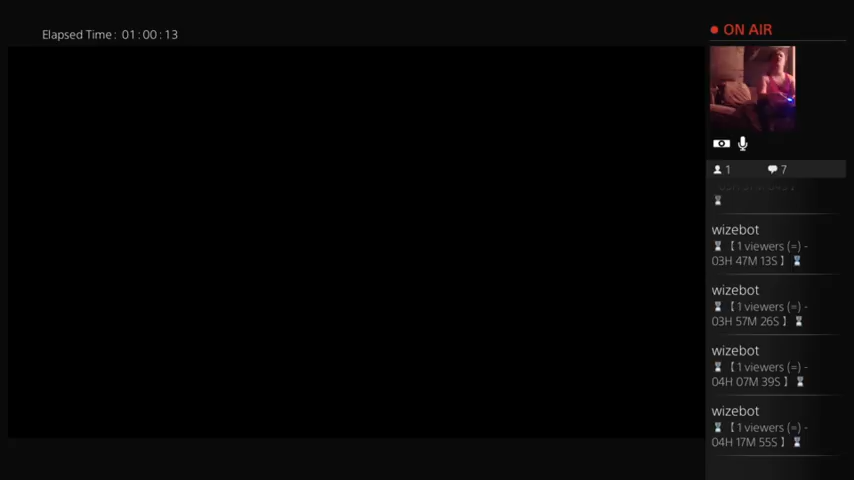 Elapsed Time: 01:00:13
ON AIR
1 7
wizebot
⌛【 1 viewers (=) -
03H 47M 13S 】⌛
wizebot
⌛【 1 viewers (=) -
03H 57M 26S 】⌛
wizebot
⌛【 1 viewers (=) -
04H 07M 39S 】⌛
wizebot
⌛【 1 viewers (=) -
04H 17M 55S 】⌛